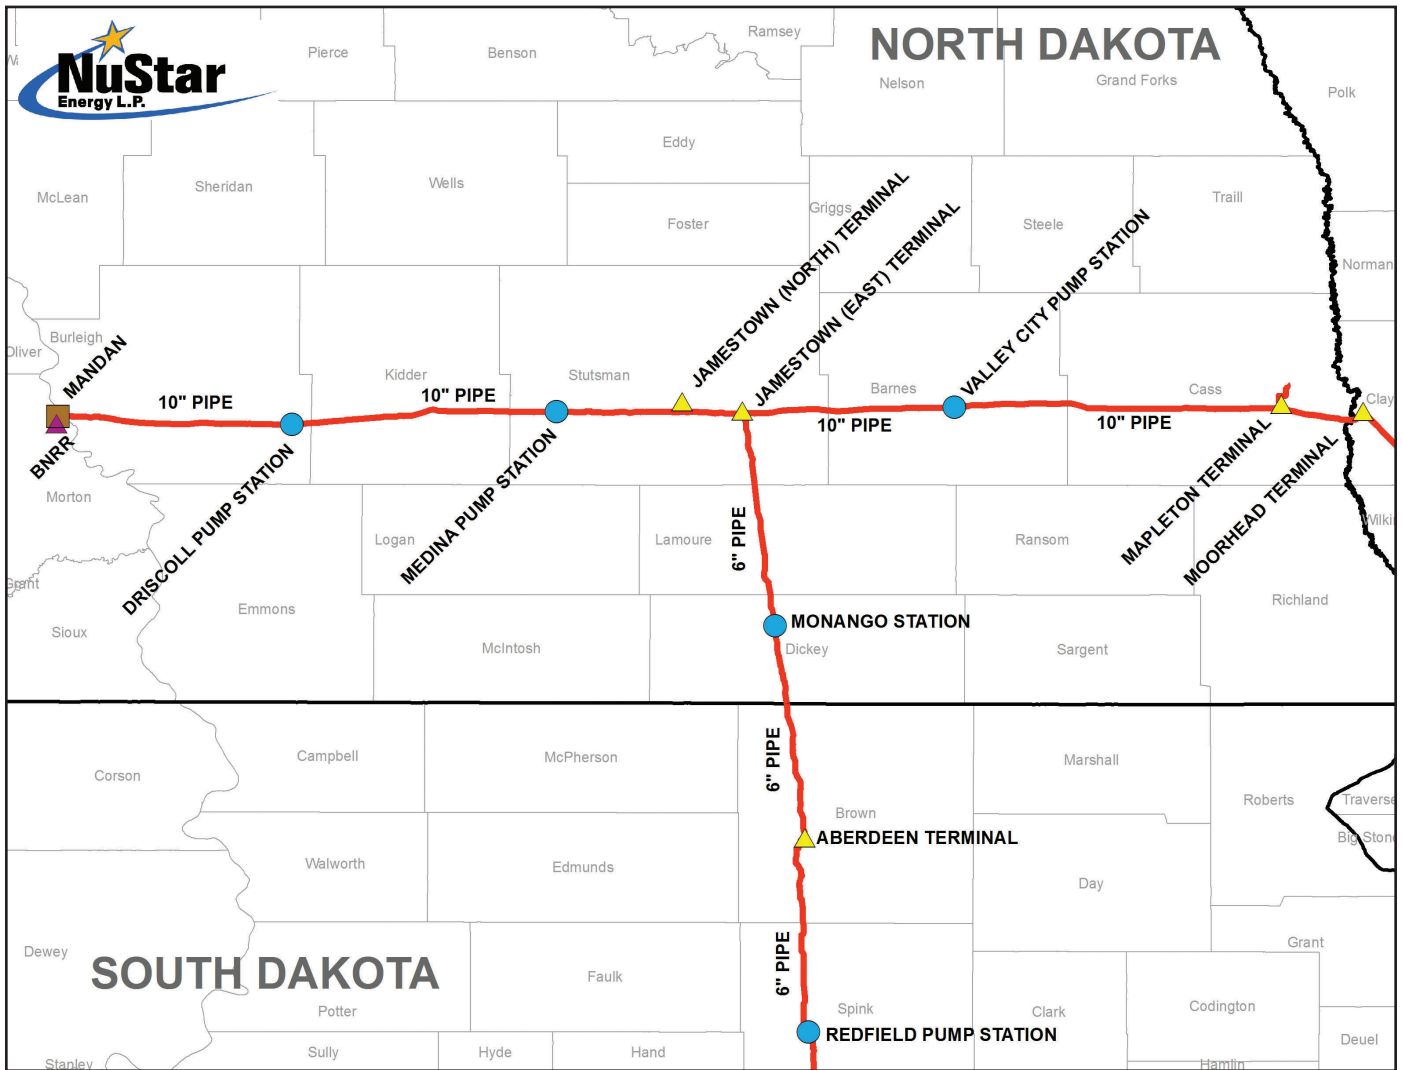 NuStar
Energy L.P.
NORTH DAKOTA
Pierce
Benson
Ramsey
Nelson
Grand Forks
Polk
McLean
Sheridan
Wells
Eddy
Foster
Griggs
Steele
Traill
Norman
JAMESTOWN (NORTH) TERMINAL
JAMESTOWN (EAST) TERMINAL
VALLEY CITY PUMP STATION
Oliver
Burleigh
MANDAN
Kidder
Stutsman
Barnes
Cass
Clay
10" PIPE
10" PIPE
10" PIPE
10" PIPE
BNRR
Morton
DRISCOLL PUMP STATION
MEDINA PUMP STATION
MAPLETON TERMINAL
MOORHEAD TERMINAL
Logan
Lamoure
6" PIPE
Ransom
Wilki
Grant
Sioux
Emmons
McIntosh
MONANGO STATION
Dickey
Sargent
Richland
Corson
Campbell
McPherson
6" PIPE
Brown
Marshall
Roberts
Traverse
Big Stone
ABERDEEN TERMINAL
Walworth
Edmunds
Day
Dewey
SOUTH DAKOTA
Potter
Faulk
6" PIPE
Spink
Clark
Codington
Grant
REDFIELD PUMP STATION
Deuel
Stanley
Sully
Hyde
Hand
Hamlin